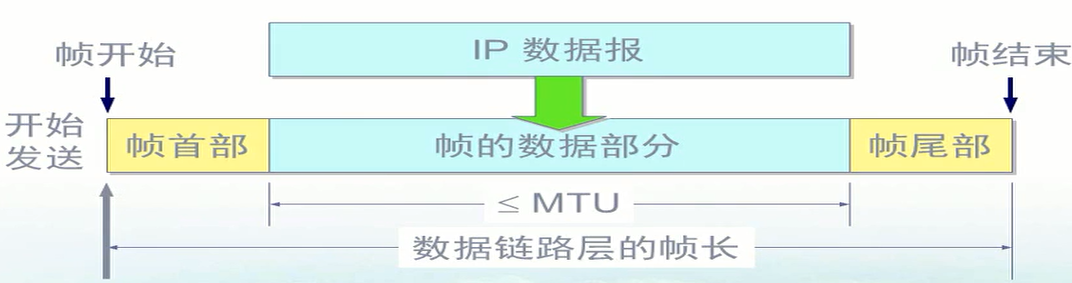 IP 数据报
帧开始
帧结束
开始
发送
帧首部
帧的数据部分
帧尾部
≤ MTU
数据链路层的帧长